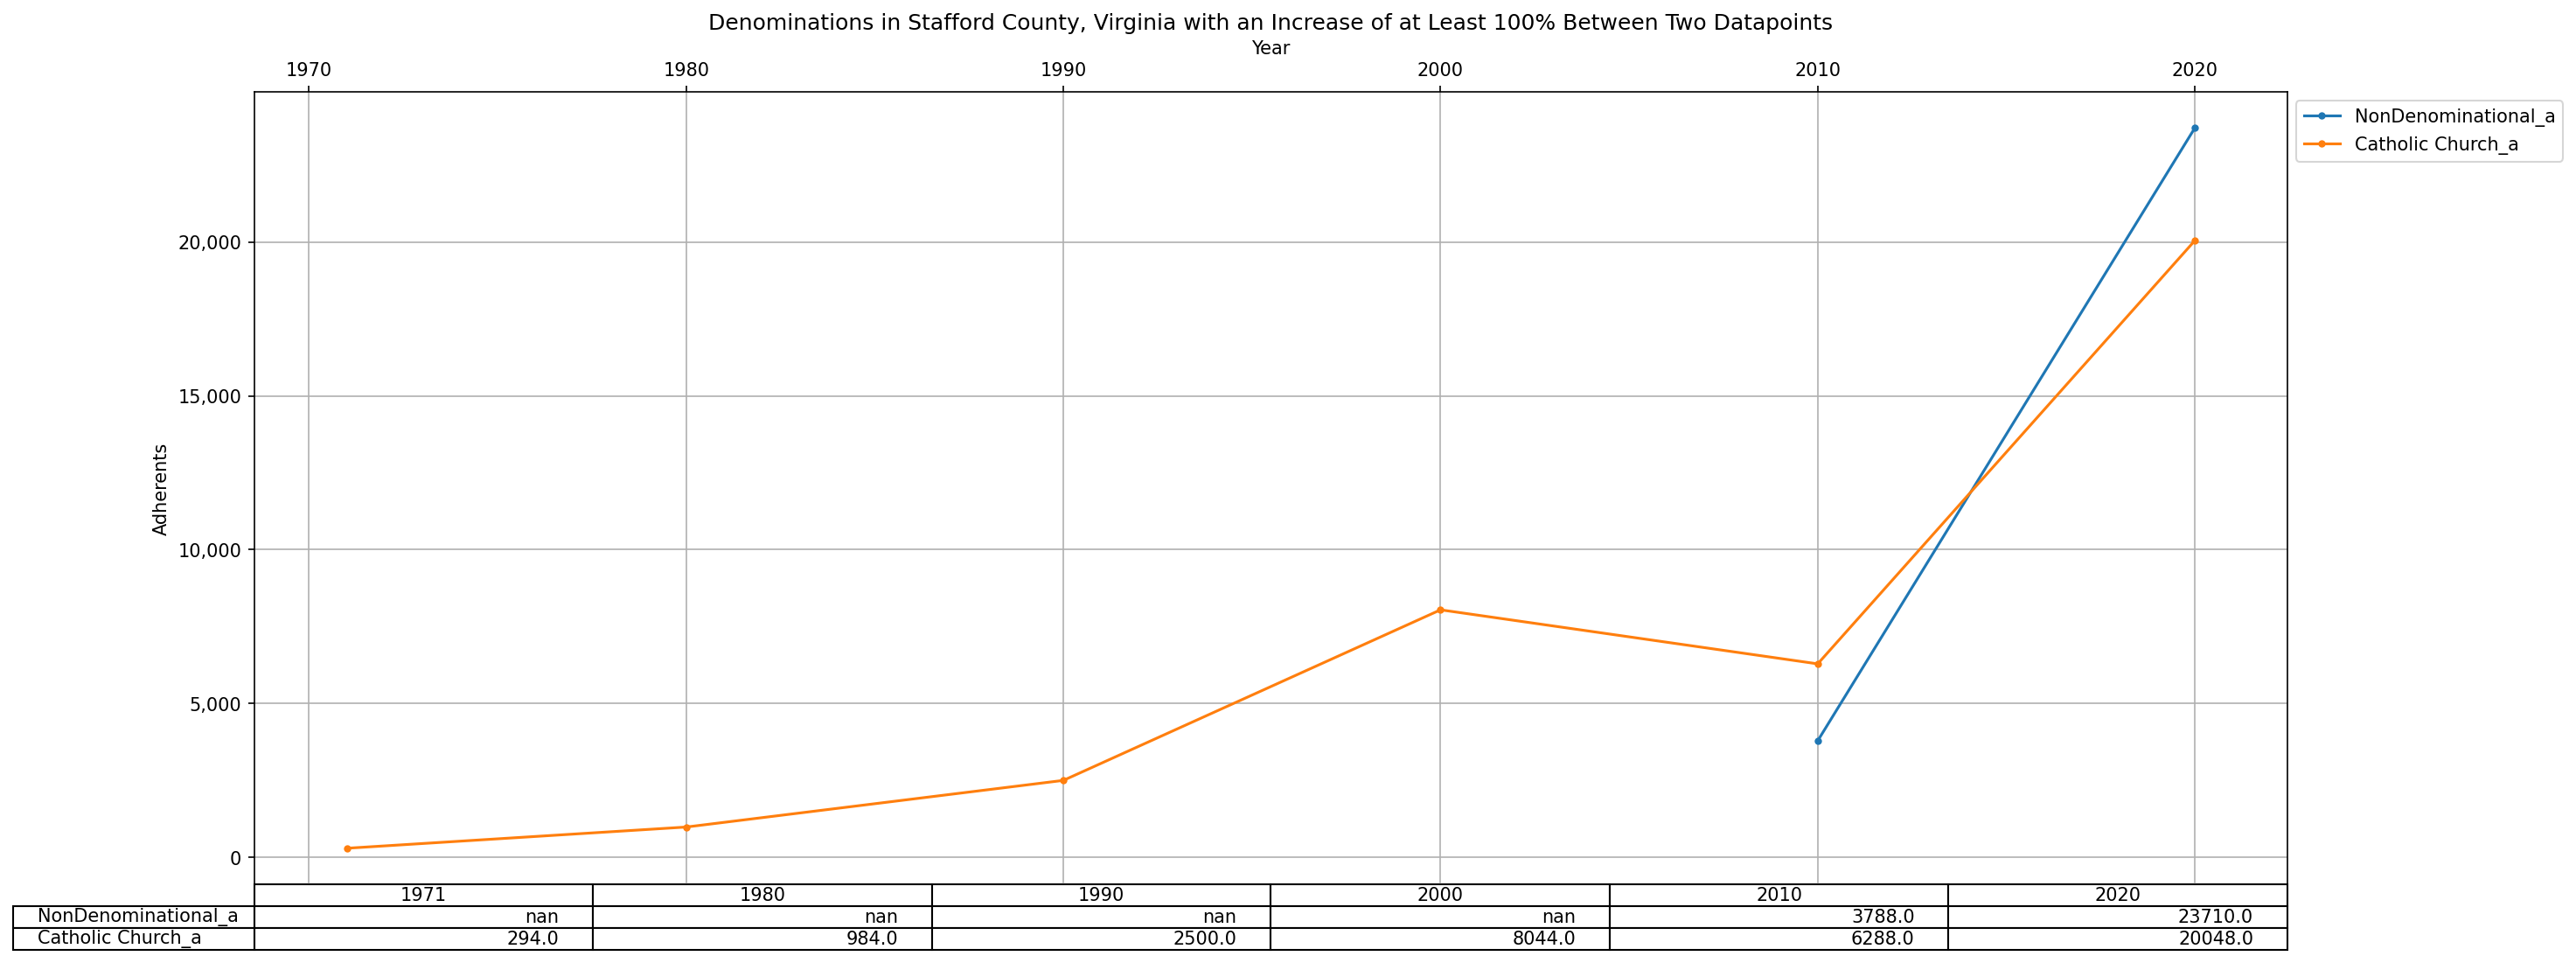 Denominations in Stafford County, Virginia with an Increase of at Least 100% Between Two Datapoints
Year
1970 1980 1990 2000 2010 2020
NonDenominational_a
Catholic Church_a
20,000
15,000
10,000
5,000
0
Adherents
1971 1980 1990 2000 2010 2020
NonDenominational_a nan nan nan nan 3788.0 23710.0
Catholic Church_a 294.0 984.0 2500.0 8044.0 6288.0 20048.0